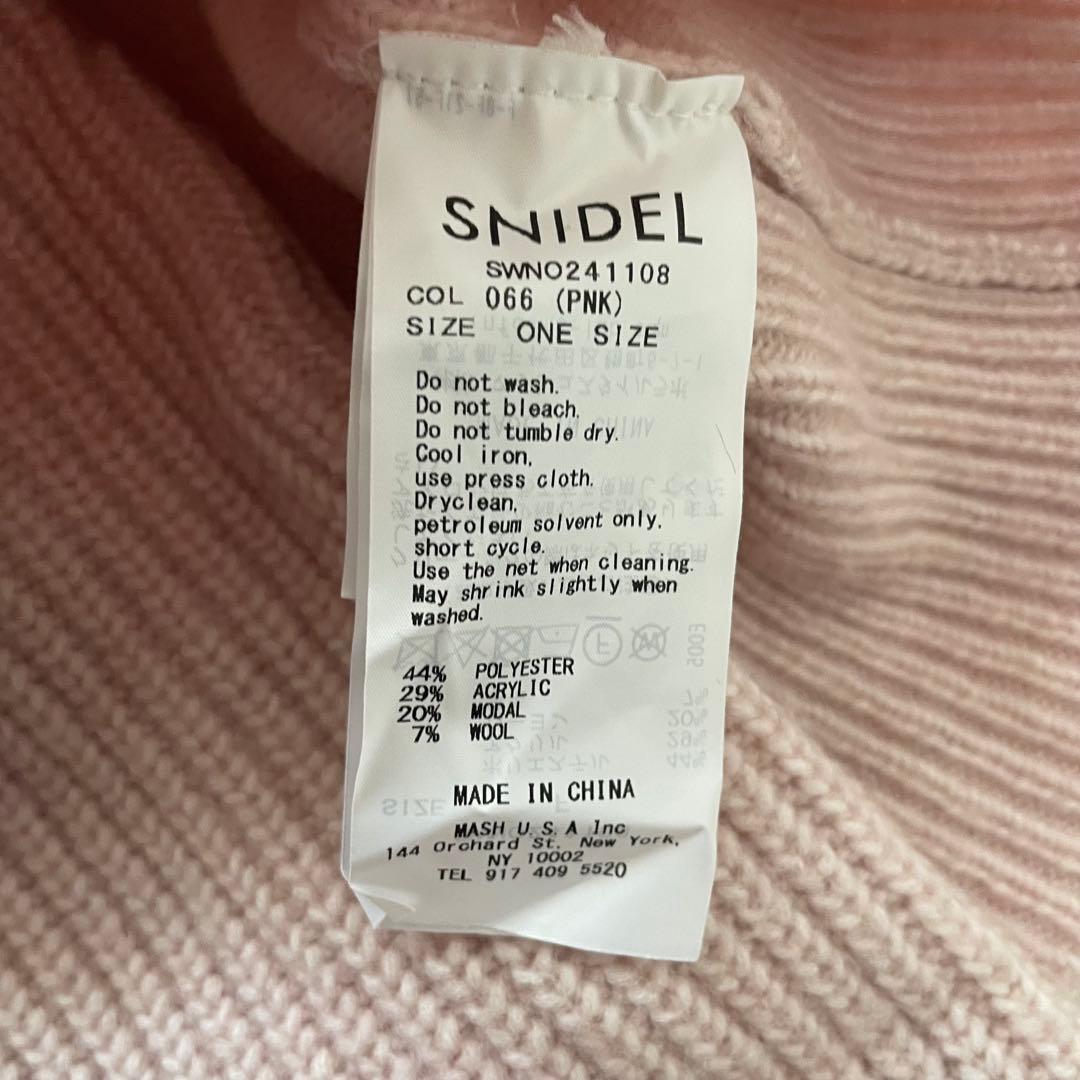 SNIDEL
SWNO241108
COL 066 (PNK)
SIZE ONE SIZE
Do not wash.
Do not bleach.
Do not tumble dry.
Cool iron,
use press cloth.
Dryclean,
petroleum solvent only,
short cycle.
Use the net when cleaning.
May shrink slightly when
washed.
44% POLYESTER
29% ACRYLIC
20% MODAL
7% WOOL
MADE IN CHINA
MASH U.S.A Inc
144 Orchard St. New York,
NY 10002
TEL 917 409 5520